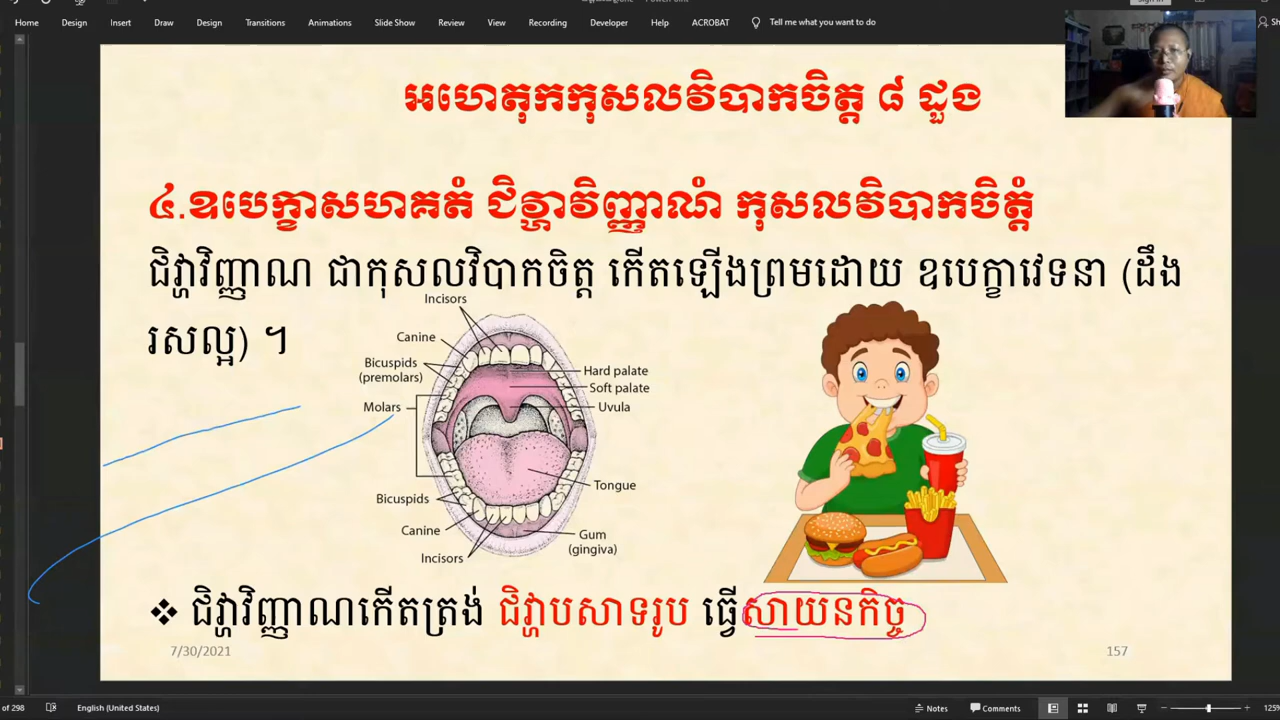 Home Design Insert Draw Design Transitions Animations Slide Show Review View Recording Developer Help ACROBAT Tell me what you want to do
អហេតុកកុសលវិបាកចិត្ត ៨ ដួង
៤.ឧបេក្ខាសហគតំ ជិវ្ហាវិញ្ញាណំ កុសលវិបាកចិត្តំ
ជិវ្ហាវិញ្ញាណ ជាកុសលវិបាកចិត្ត កើតឡើងព្រមដោយ ឧបេក្ខាវេទនា (ដឹង
រសល្អ) ។
Incisors
Canine
Bicuspids
(premolars)
Molars
Hard palate
Soft palate
Uvula
Tongue
Bicuspids
Canine
Incisors
Gum
(gingiva)
❖ ជិវ្ហាវិញ្ញាណកើតត្រង់ ជិវ្ហាបសាទរូប ធ្វើសាយនកិច្ច
7/30/2021
157
of 298 English (United States) Notes Comments 125%